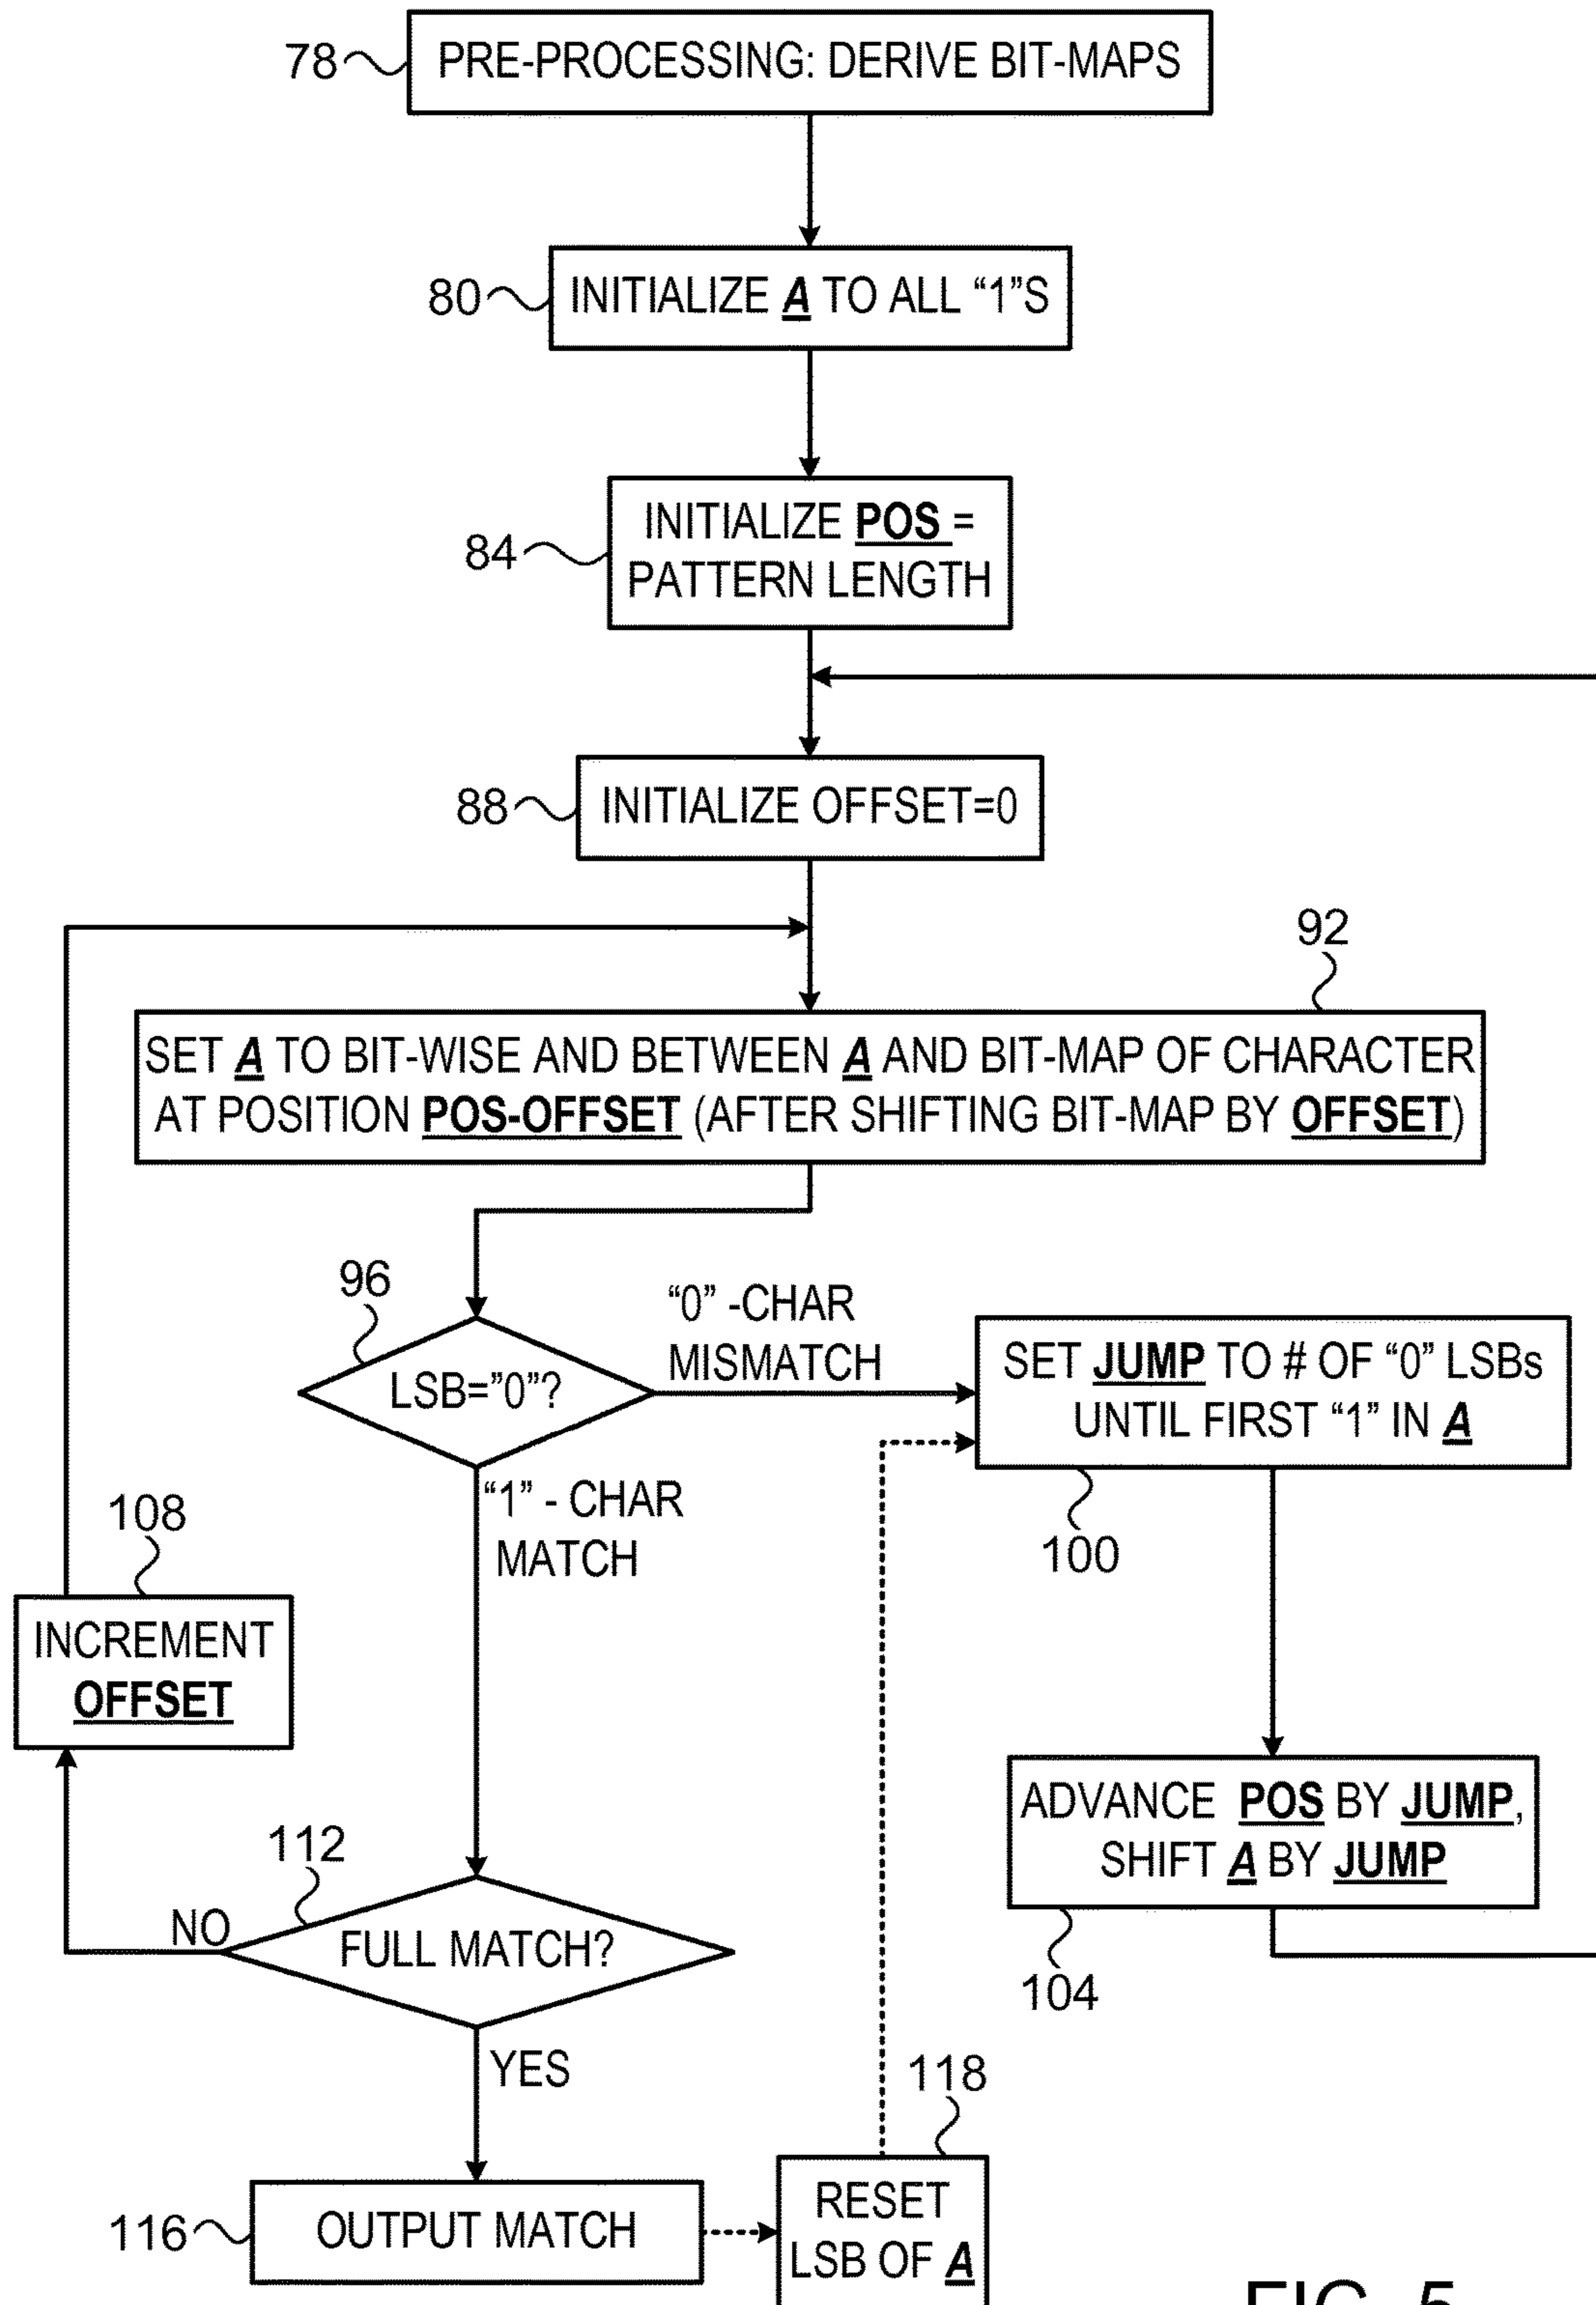 78
PRE-PROCESSING: DERIVE BIT-MAPS
80
INITIALIZE A TO ALL “1”S
84
INITIALIZE POS =
PATTERN LENGTH
88
INITIALIZE OFFSET=0
92
SET A TO BIT-WISE AND BETWEEN A AND BIT-MAP OF CHARACTER
AT POSITION POS-OFFSET (AFTER SHIFTING BIT-MAP BY OFFSET)
96
LSB=”0”?
“0” -CHAR
MISMATCH
SET JUMP TO # OF “0” LSBs
UNTIL FIRST “1” IN A
100
“1” - CHAR
MATCH
108
INCREMENT
OFFSET
ADVANCE POS BY JUMP,
SHIFT A BY JUMP
104
112
NO
FULL MATCH?
YES
118
116
OUTPUT MATCH
RESET
LSB OF A
FIG. 5